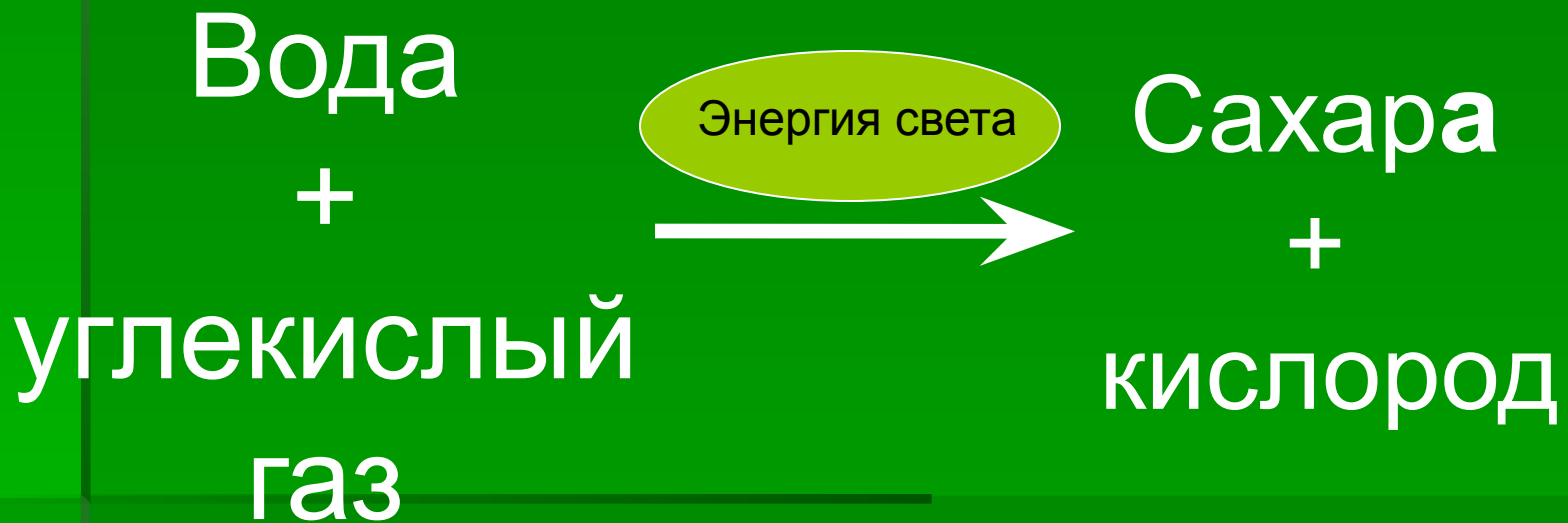 Вода
+
углекислый
газ
Энергия света
Сахара
+
кислород